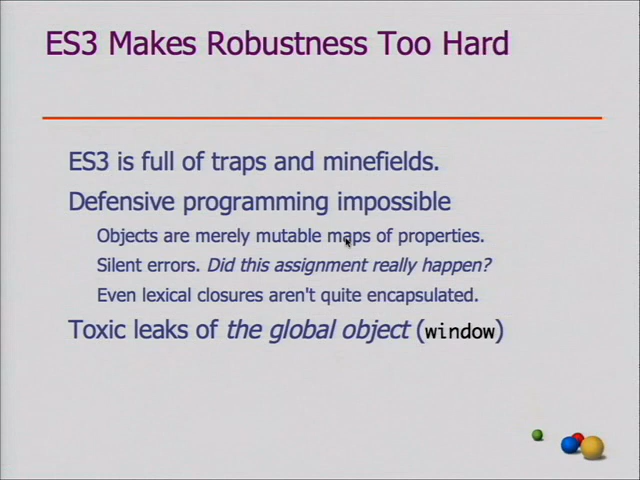 ES3 Makes Robustness Too Hard
ES3 is full of traps and minefields.
Defensive programming impossible
Objects are merely mutable maps of properties.
Silent errors. Did this assignment really happen?
Even lexical closures aren't quite encapsulated.
Toxic leaks of the global object (window)